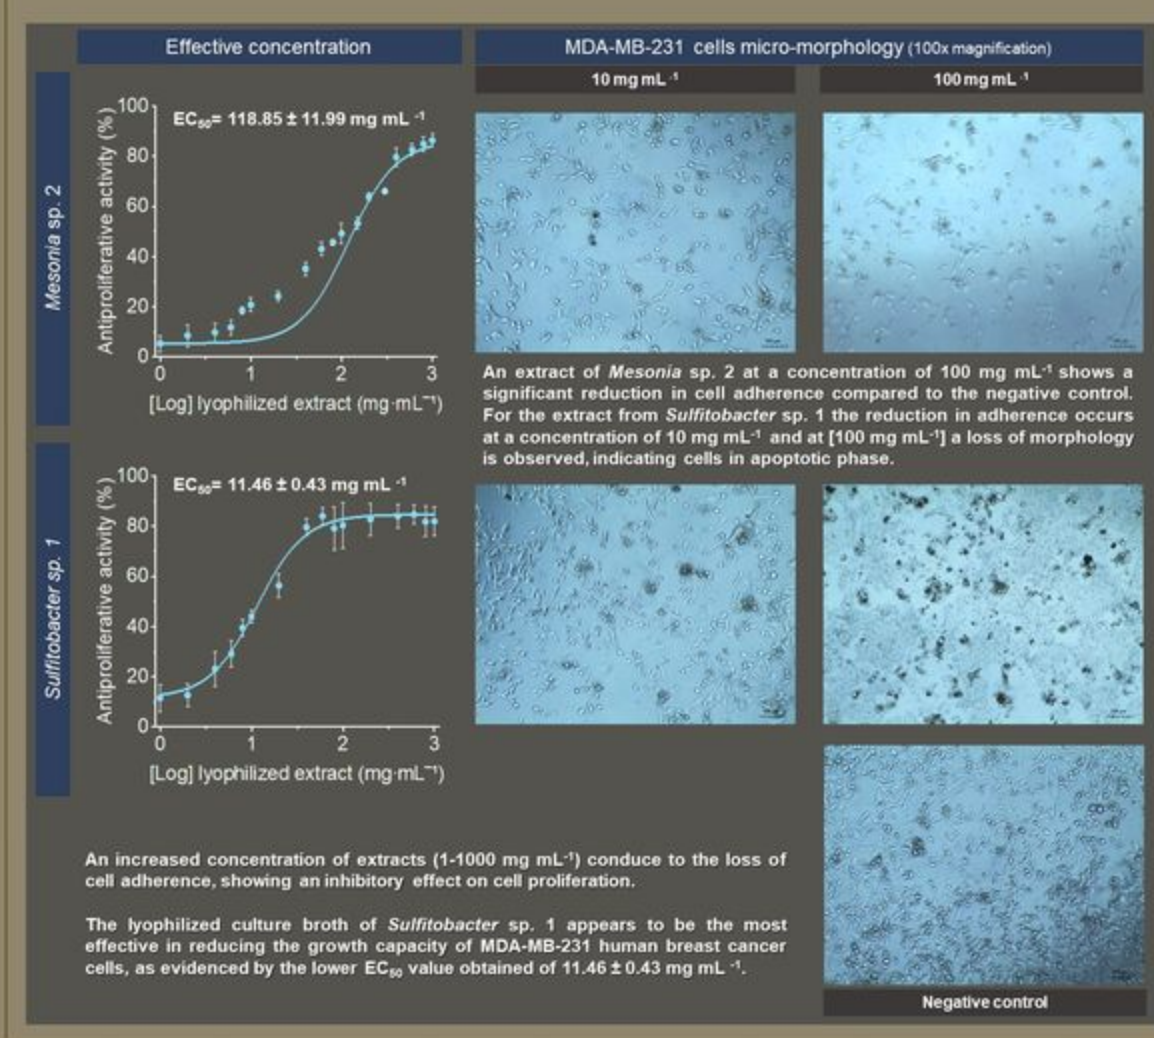 Effective concentration
MDA-MB-231 cells micro-morphology (100x magnification)
10 mg mL -1
100 mg mL -1
Mesonia sp. 2
Antiproliferative activity (%)
EC50= 118.85 ± 11.99 mg mL -1
100
80
60
40
20
0
0 1 2 3
[Log] lyophilized extract (mg·mL⁻¹)
An extract of Mesonia sp. 2 at a concentration of 100 mg mL-1 shows a
significant reduction in cell adherence compared to the negative control.
For the extract from Sulfitobacter sp. 1 the reduction in adherence occurs
at a concentration of 10 mg mL-1 and at [100 mg mL-1] a loss of morphology
is observed, indicating cells in apoptotic phase.
Sulfitobacter sp. 1
Antiproliferative activity (%)
EC50= 11.46 ± 0.43 mg mL -1
100
80
60
40
20
0
0 1 2 3
[Log] lyophilized extract (mg·mL⁻¹)
An increased concentration of extracts (1-1000 mg mL-1) conduce to the loss of
cell adherence, showing an inhibitory effect on cell proliferation.
The lyophilized culture broth of Sulfitobacter sp. 1 appears to be the most
effective in reducing the growth capacity of MDA-MB-231 human breast cancer
cells, as evidenced by the lower EC50 value obtained of 11.46 ± 0.43 mg mL -1.
Negative control